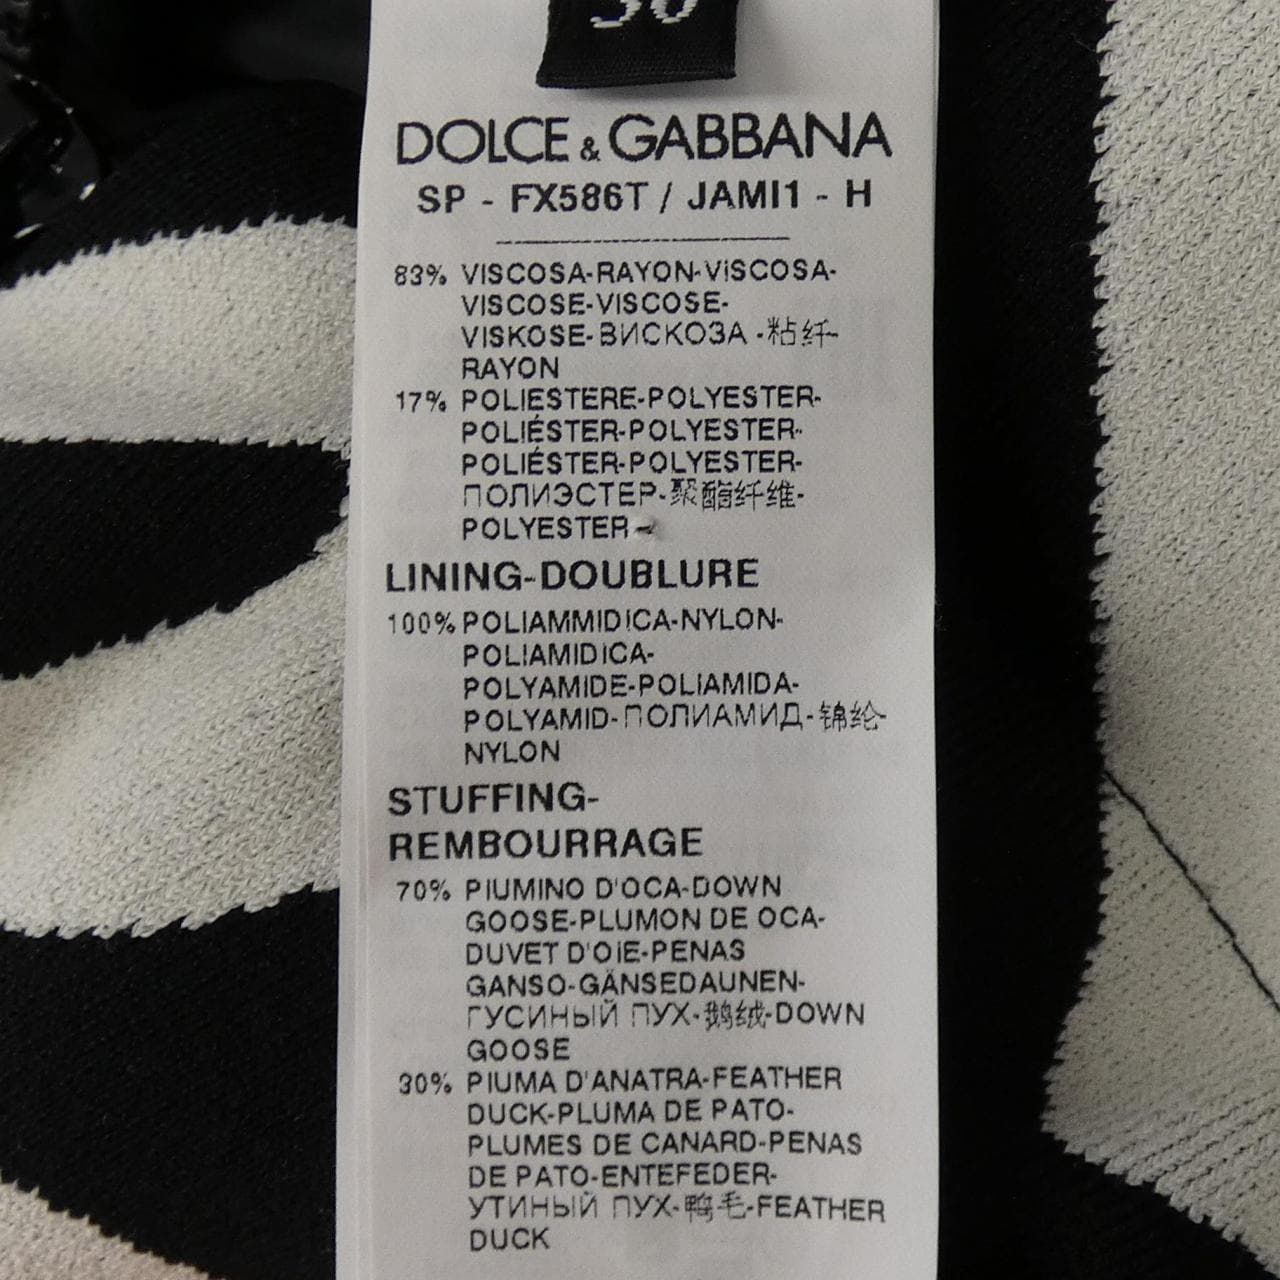 DOLCE & GABBANA
SP - FX586T / JAMI1 - H
83% VISCOSA-RAYON-VISCOSA-
VISCOSE-VISCOSE-
VISKOSE-ВИСКОЗА -粘纤-
RAYON
17% POLIESTERE-POLYESTER-
POLIÉSTER-POLYESTER-
POLIÉSTER-POLYESTER-
ПОЛИЭСТЕР-聚酯纤维-
POLYESTER-
LINING-DOUBLURE
100% POLIAMMIDICA-NYLON-
POLIAMIDICA-
POLYAMIDE-POLIAMIDA-
POLYAMID-ПОЛИАМИД-锦纶-
NYLON
STUFFING-
REMBOURRAGE
70% PIUMINO D'OCA-DOWN
GOOSE-PLUMON DE OCA-
DUVET D'OIE-PENAS
GANSO-GÄNSEDAUNEN-
ГУСИНЫЙ ПУХ-鹅绒-DOWN
GOOSE
30% PIUMA D'ANATRA-FEATHER
DUCK-PLUMA DE PATO-
PLUMES DE CANARD-PENAS
DE PATO-ENTEFEDER-
УТИНЫЙ ПУХ-鸭毛-FEATHER
DUCK